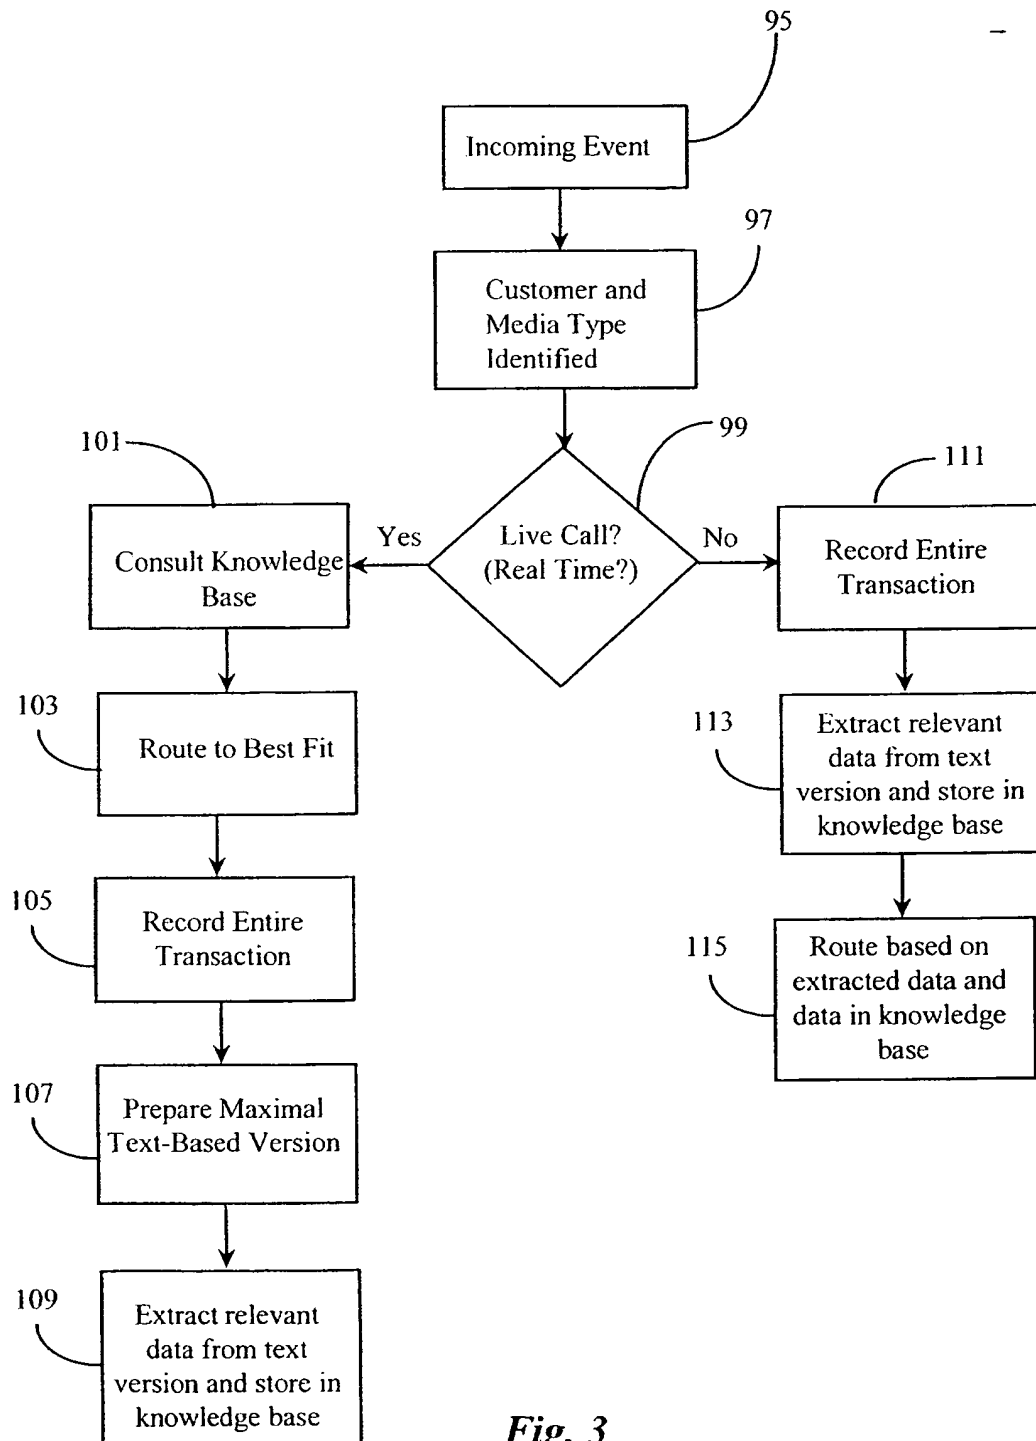 95
Incoming Event
97
Customer and
Media Type
Identified
99
Live Call?
(Real Time?)
Yes
No
101
Consult Knowledge
Base
103
Route to Best Fit
105
Record Entire
Transaction
107
Prepare Maximal
Text-Based Version
109
Extract relevant
data from text
version and store in
knowledge base
111
Record Entire
Transaction
113
Extract relevant
data from text
version and store in
knowledge base
115
Route based on
extracted data and
data in knowledge
base
Fig. 3